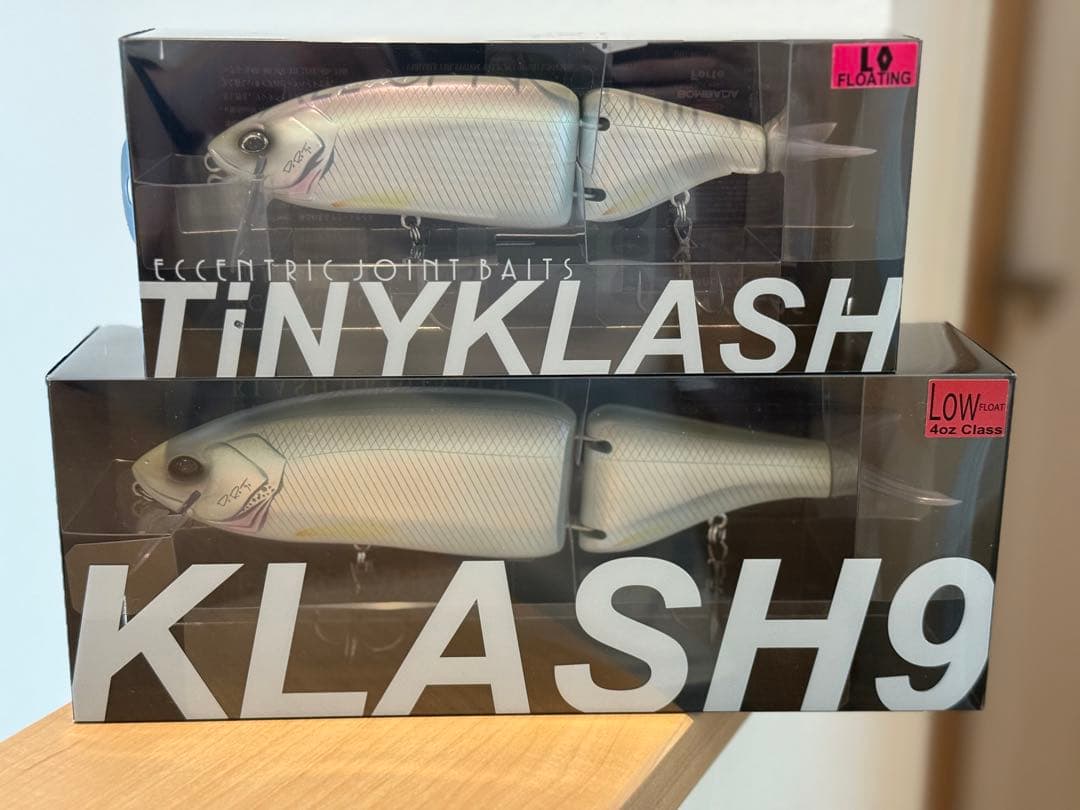 LO
FLOATING
D.R.T.
ECCENTRIC JOINT BAITS
TiNYKLASH
LOW FLOAT
4oz Class
D.R.T.
KLASH9